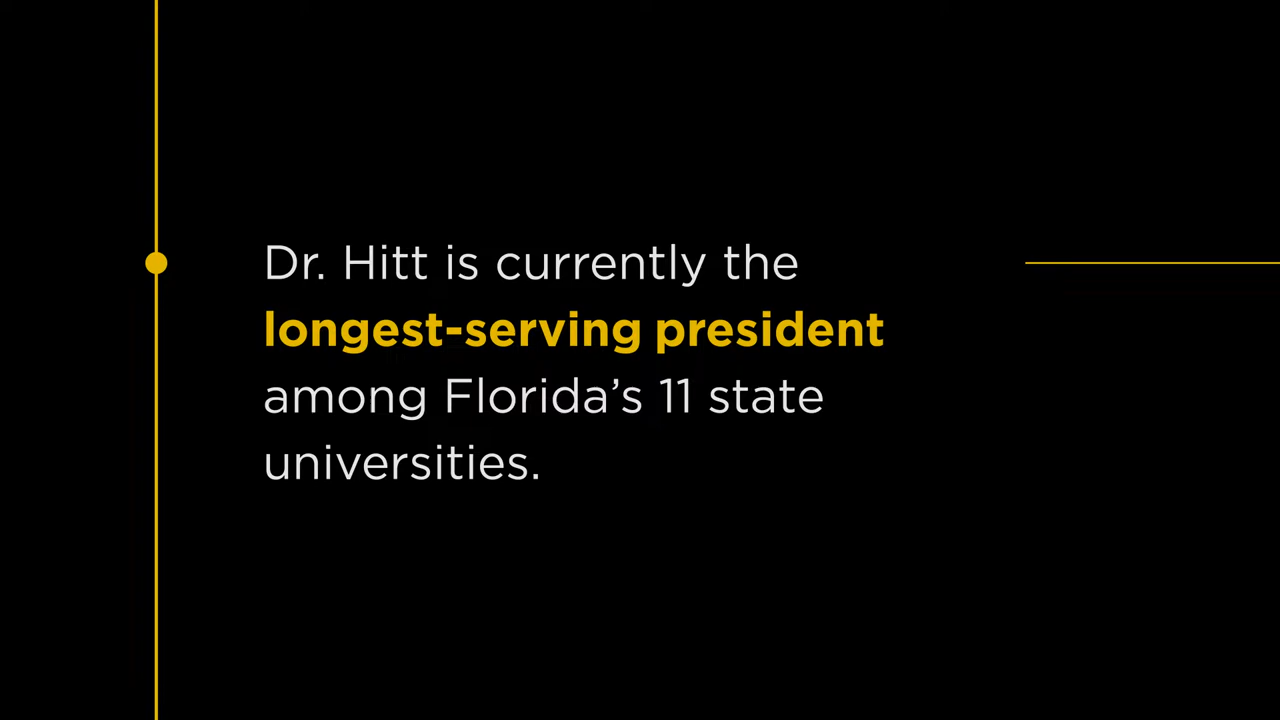 Dr. Hitt is currently the
longest-serving president
among Florida’s 11 state
universities.